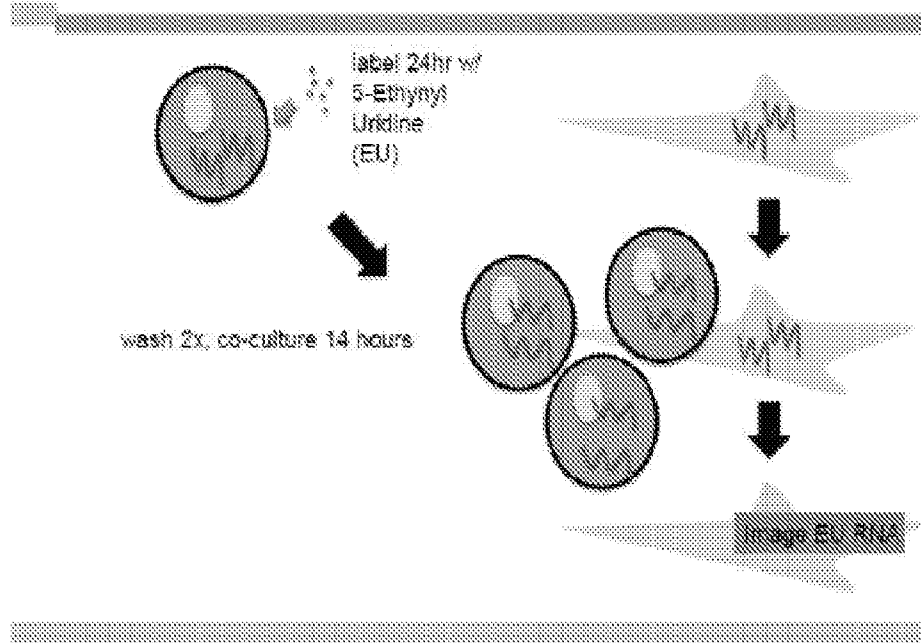 label 24hr w/
5-Ethynyl
Uridine
(EU)
wash 2x, co-culture 14 hours
image EU RNA